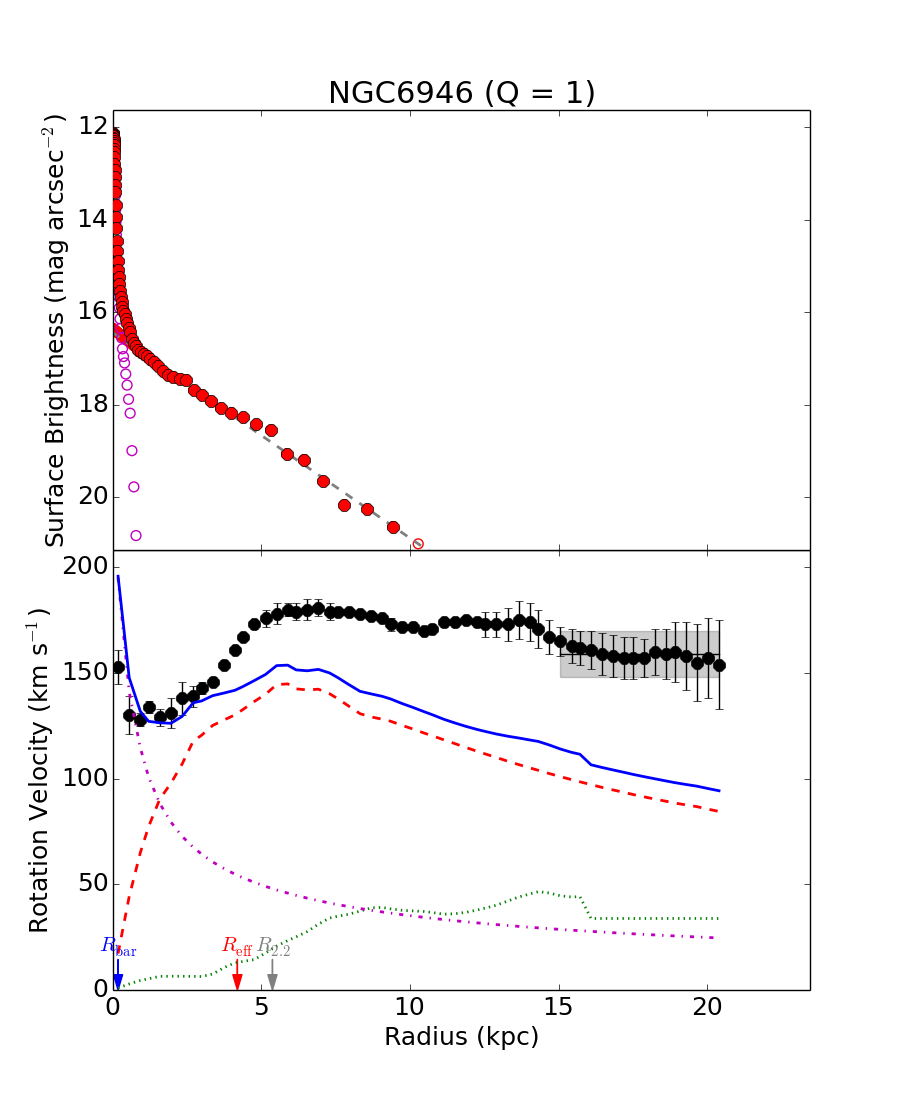 NGC6946 (Q = 1)
Surface Brightness (mag arcsec⁻²)
12
14
16
18
20
Rotation Velocity (km s⁻¹)
200
150
100
50
0
R_bar
R_eff
R_2.2
0 5 10 15 20
Radius (kpc)